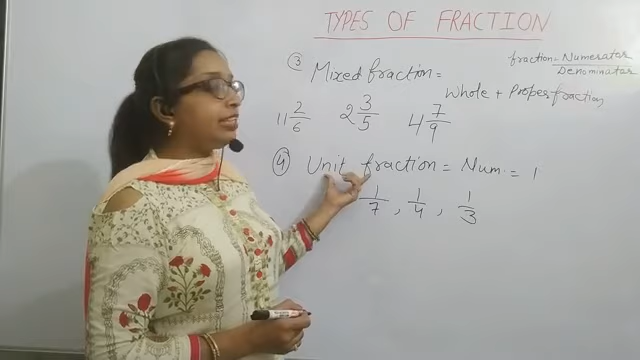 TYPES OF FRACTION
fraction = Numerator
Denominator
③ Mixed fraction =
Whole + Proper fraction
11 2/6 2 3/5 4 7/9
④ Unit fraction = Num. = 1
1/7, 1/4, 1/3